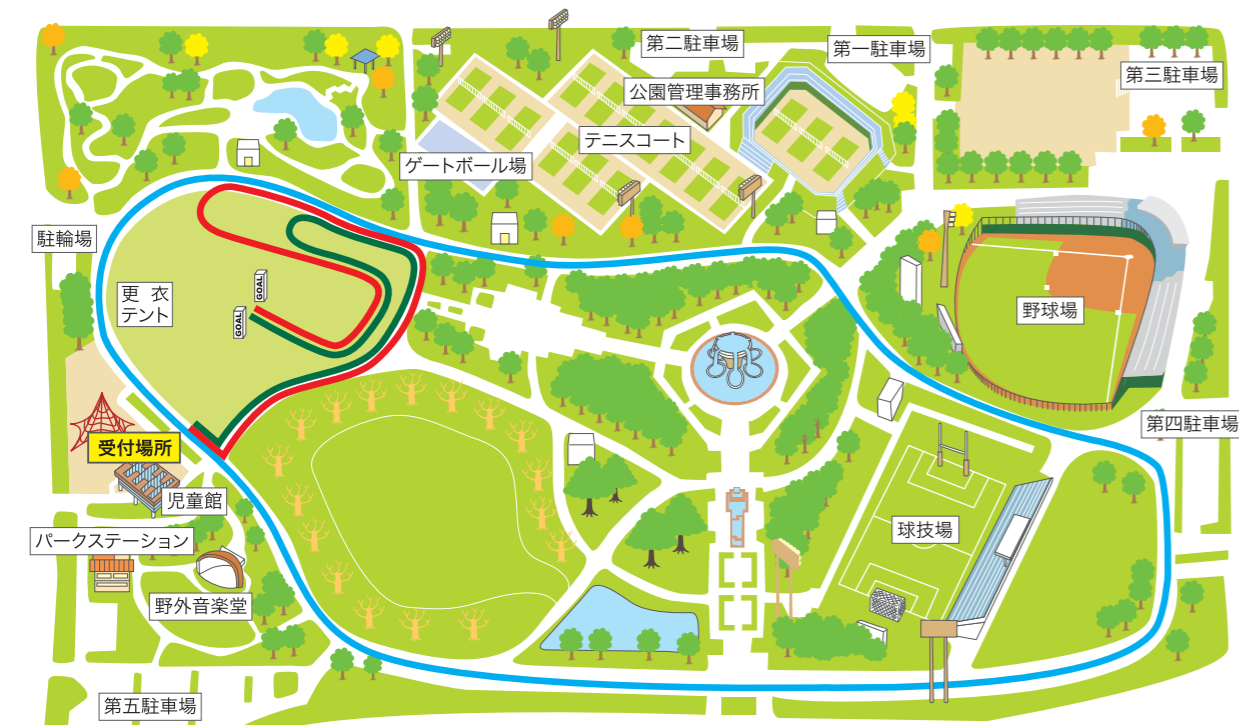 第二駐車場
第一駐車場
第三駐車場
公園管理事務所
テニスコート
ゲートボール場
駐輪場
更 衣
テント
GOAL
GOAL
野球場
第四駐車場
受付場所
児童館
球技場
パークステーション
野外音楽堂
第五駐車場